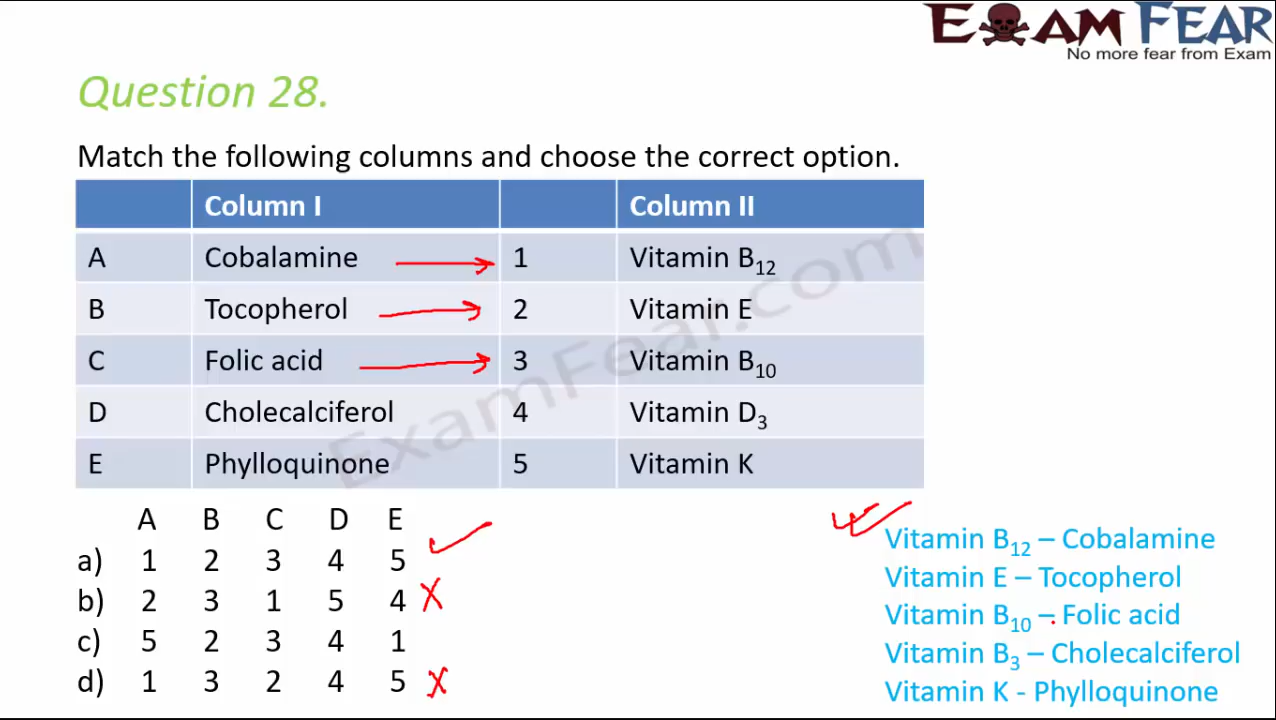 EXAM FEAR
No more fear from Exam
Question 28.
Match the following columns and choose the correct option.
Column I Column II
A Cobalamine 1 Vitamin B12
B Tocopherol 2 Vitamin E
C Folic acid 3 Vitamin B10
D Cholecalciferol 4 Vitamin D3
E Phylloquinone 5 Vitamin K
ExamFear.com
A B C D E
a) 1 2 3 4 5
b) 2 3 1 5 4
c) 5 2 3 4 1
d) 1 3 2 4 5
Vitamin B12 – Cobalamine
Vitamin E – Tocopherol
Vitamin B10 – Folic acid
Vitamin B3 – Cholecalciferol
Vitamin K - Phylloquinone